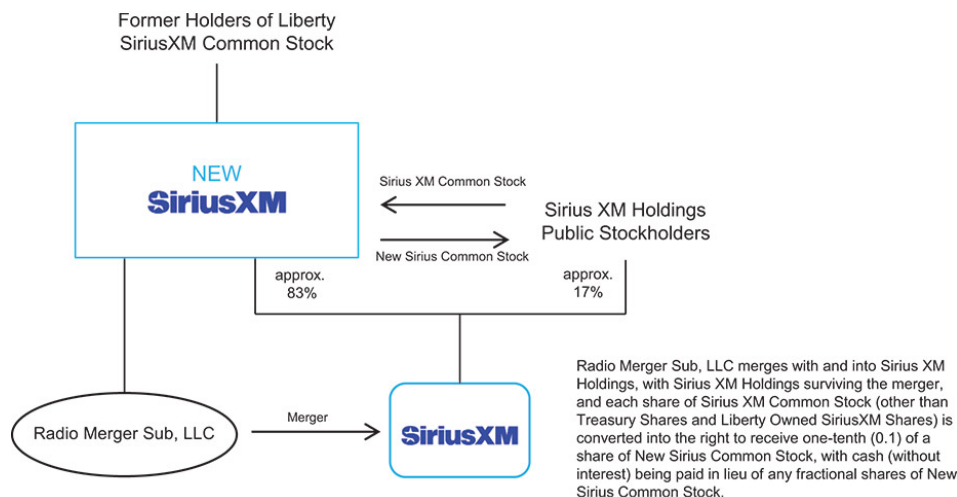 Former Holders of Liberty
SiriusXM Common Stock
NEW
SiriusXM
Sirius XM Common Stock
New Sirius Common Stock
Sirius XM Holdings
Public Stockholders
approx.
83%
approx.
17%
Radio Merger Sub, LLC
Merger
SiriusXM
Radio Merger Sub, LLC merges with and into Sirius XM
Holdings, with Sirius XM Holdings surviving the merger,
and each share of Sirius XM Common Stock (other than
Treasury Shares and Liberty Owned SiriusXM Shares) is
converted into the right to receive one-tenth (0.1) of a
share of New Sirius Common Stock, with cash (without
interest) being paid in lieu of any fractional shares of New
Sirius Common Stock.